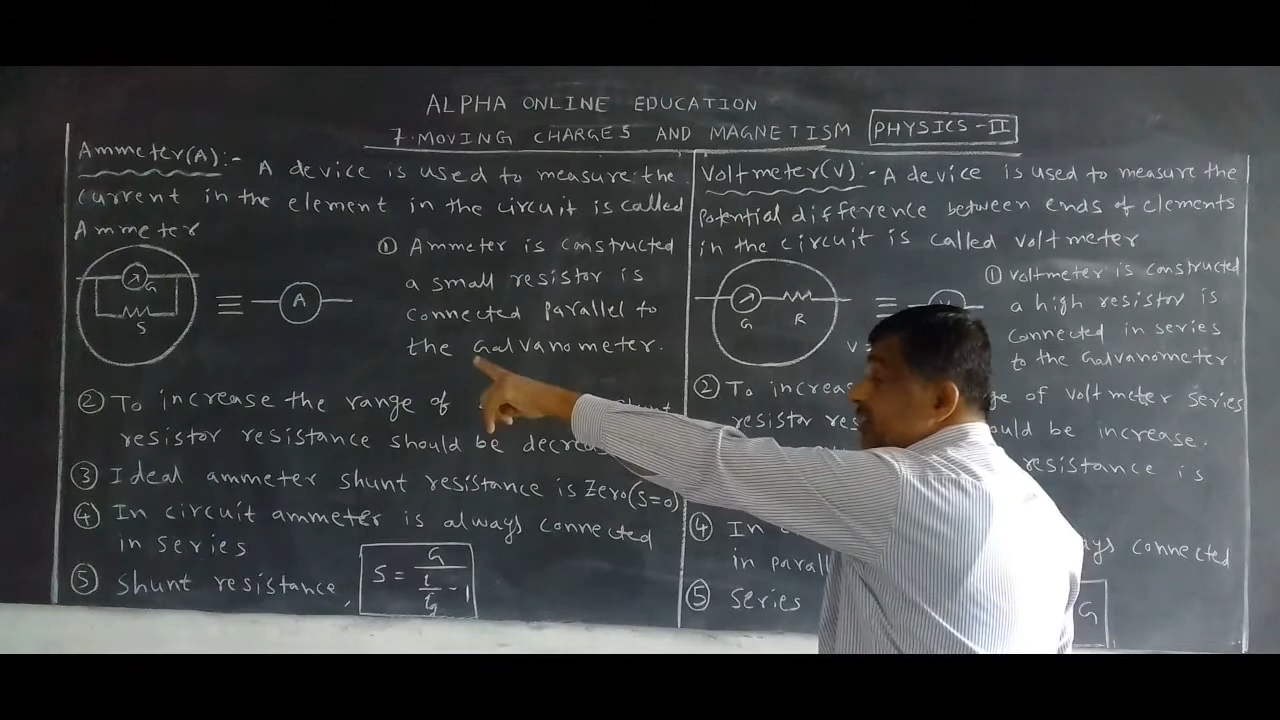 ALPHA ONLINE EDUCATION
7. MOVING CHARGES AND MAGNETISM PHYSICS-II
Ammeter(A):- A device is used to measure the
current in the element in the circuit is called
Ammeter
G
S
≡ A
① Ammeter is constructed
a small resistor is
connected parallel to
the Galvanometer.
② To increase the range of
resistor resistance should be
③ Ideal ammeter shunt resistance is Zero (S=0)
④ In circuit ammeter is always connected
in series
⑤ shunt resistance, S = G / (i/ig - 1)
Voltmeter(V):- A device is used to measure the
Potential difference between ends of elements
in the circuit is called voltmeter
G R
≡
V =
① Voltmeter is constructed
a high resistor is
connected in series
to the Galvanometer
② To of voltmeter series
resistor be increase.
resistance is
④ In connected
in
⑤ Series G